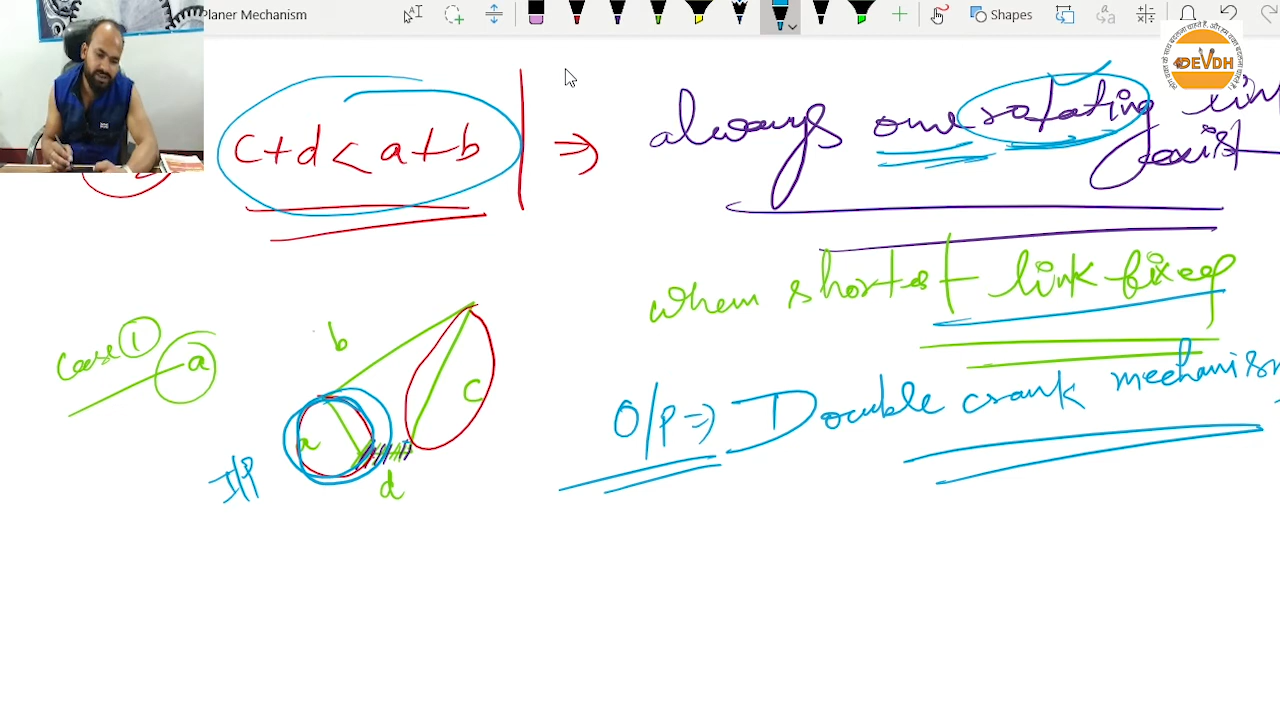 Planer Mechanism
Shapes
DEVDH
c+d < a+b
⇒ always one rotating link
exist
when shortest link fixed
Case 1
a
b
c
a
d
I/P
O/P ⇒ Double crank mechanism